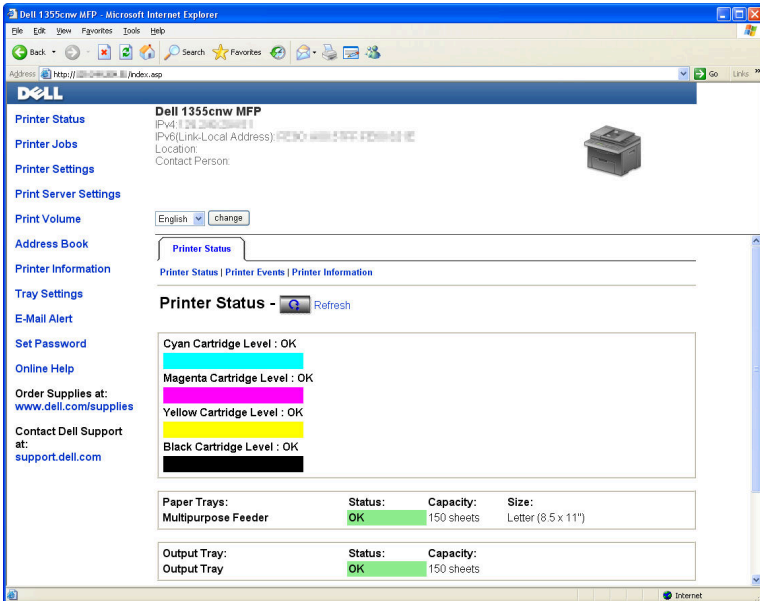 Dell 1355cnw MFP - Microsoft Internet Explorer
File Edit View Favorites Tools Help
Back Search Favorites
Address http:// /index.asp Go Links »
DELL
Printer Status
Printer Jobs
Printer Settings
Print Server Settings
Print Volume
Address Book
Printer Information
Tray Settings
E-Mail Alert
Set Password
Online Help
Order Supplies at:
www.dell.com/supplies
Contact Dell Support
at:
support.dell.com
Dell 1355cnw MFP
IPv4:
IPv6(Link-Local Address):
Location:
Contact Person:
English change
Printer Status
Printer Status | Printer Events | Printer Information
Printer Status - Refresh
Cyan Cartridge Level : OK
Magenta Cartridge Level : OK
Yellow Cartridge Level : OK
Black Cartridge Level : OK
Paper Trays: Status: Capacity: Size:
Multipurpose Feeder OK 150 sheets Letter (8.5 x 11")
Output Tray: Status: Capacity:
Output Tray OK 150 sheets
Internet